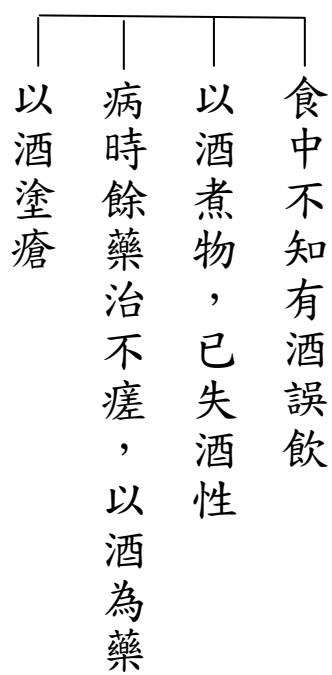 食中不知有酒誤飲
以酒煮物，已失酒性
病時餘藥治不瘥，以酒為藥
以酒塗瘡